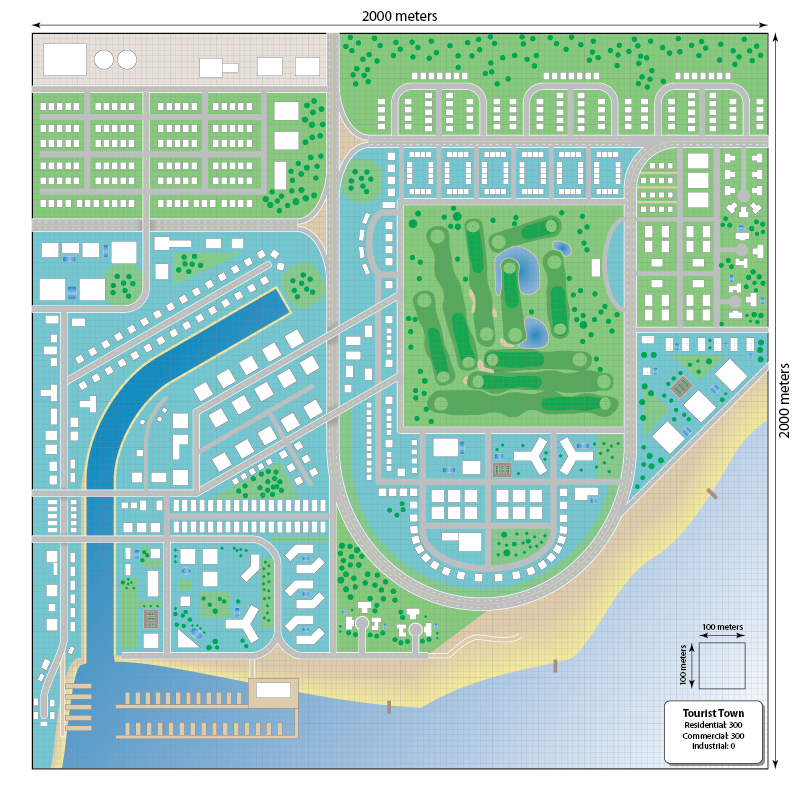 2000 meters
2000 meters
100 meters
100 meters
Tourist Town
Residential: 300
Commercial: 300
Industrial: 0